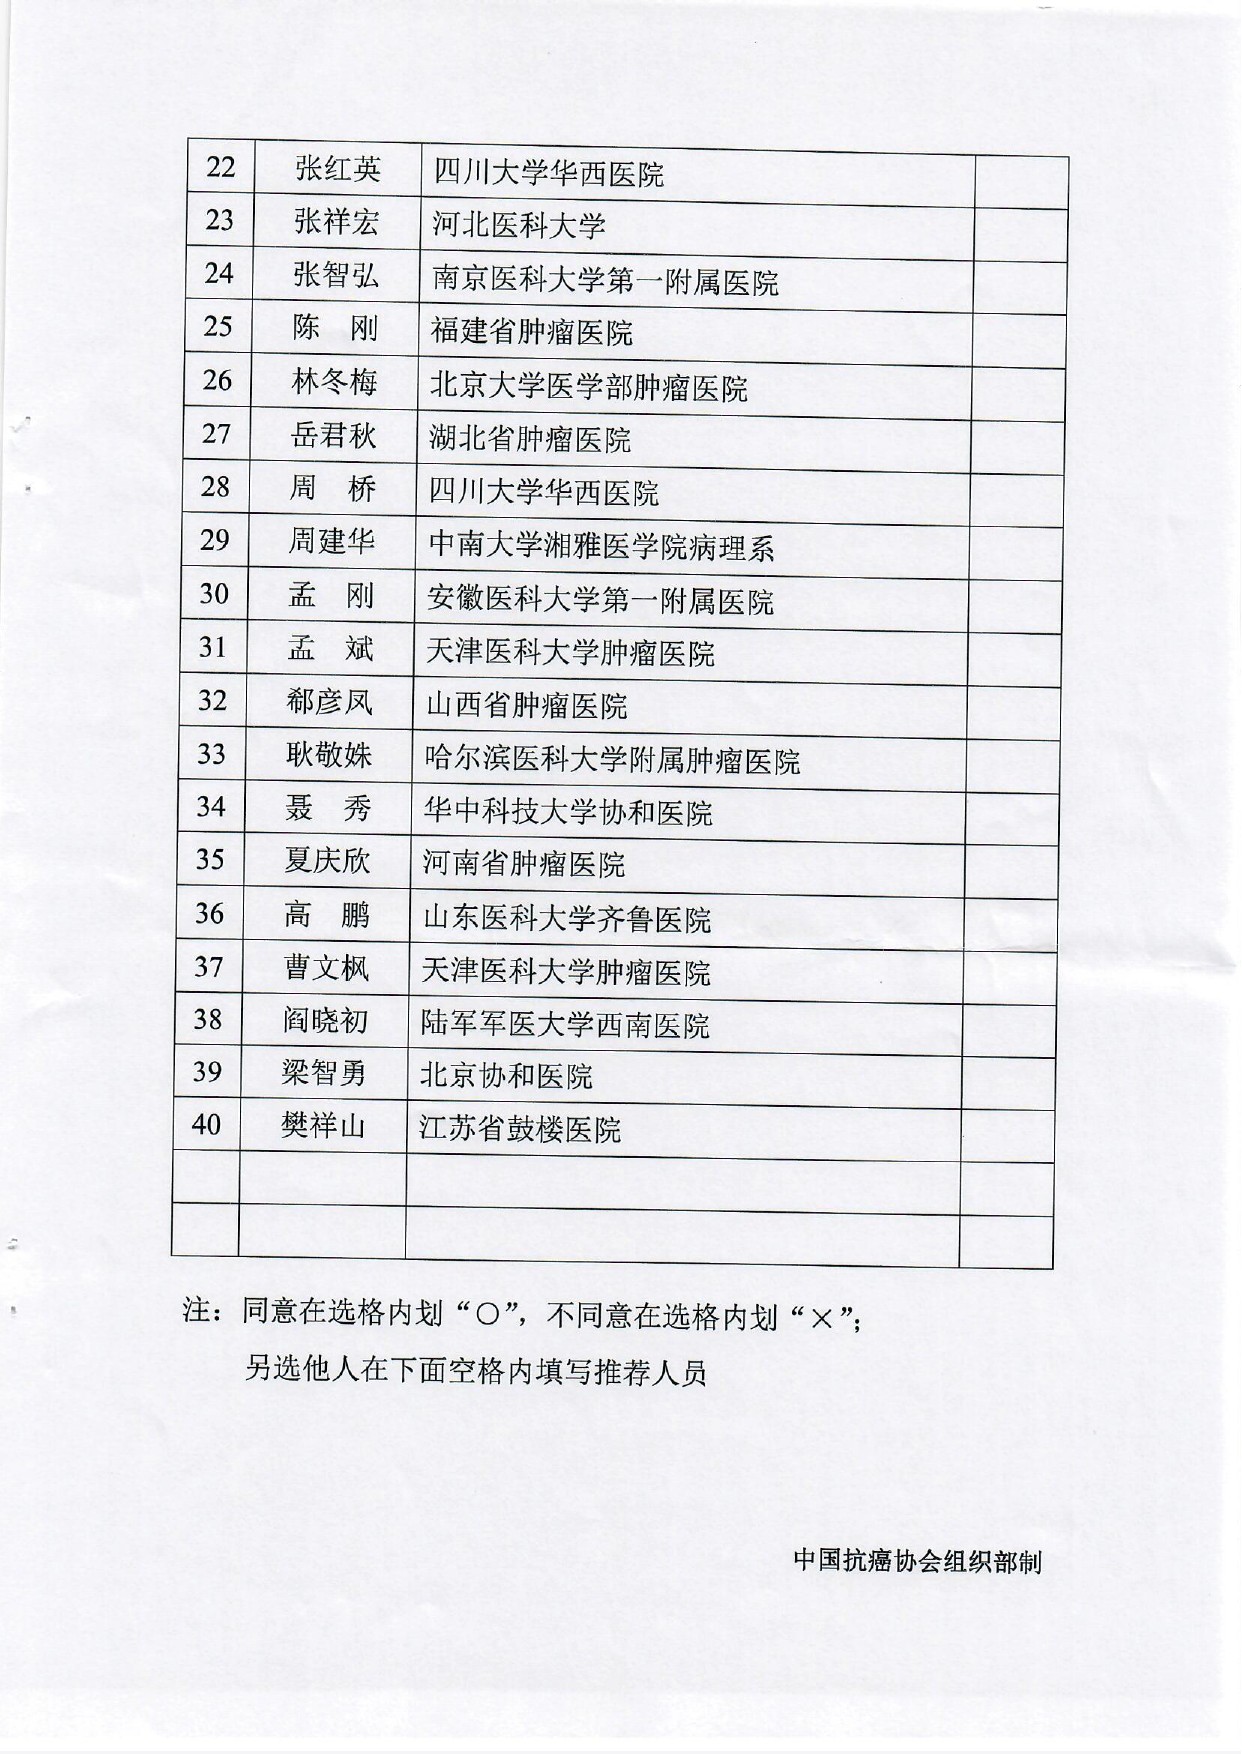 22 张红英 四川大学华西医院
23 张祥宏 河北医科大学
24 张智弘 南京医科大学第一附属医院
25 陈　刚 福建省肿瘤医院
26 林冬梅 北京大学医学部肿瘤医院
27 岳君秋 湖北省肿瘤医院
28 周　桥 四川大学华西医院
29 周建华 中南大学湘雅医学院病理系
30 孟　刚 安徽医科大学第一附属医院
31 孟　斌 天津医科大学肿瘤医院
32 郗彦凤 山西省肿瘤医院
33 耿敬姝 哈尔滨医科大学附属肿瘤医院
34 聂　秀 华中科技大学协和医院
35 夏庆欣 河南省肿瘤医院
36 高　鹏 山东医科大学齐鲁医院
37 曹文枫 天津医科大学肿瘤医院
38 阎晓初 陆军军医大学西南医院
39 梁智勇 北京协和医院
40 樊祥山 江苏省鼓楼医院
注：同意在选格内划“〇”，不同意在选格内划“×”；
另选他人在下面空格内填写推荐人员
中国抗癌协会组织部制